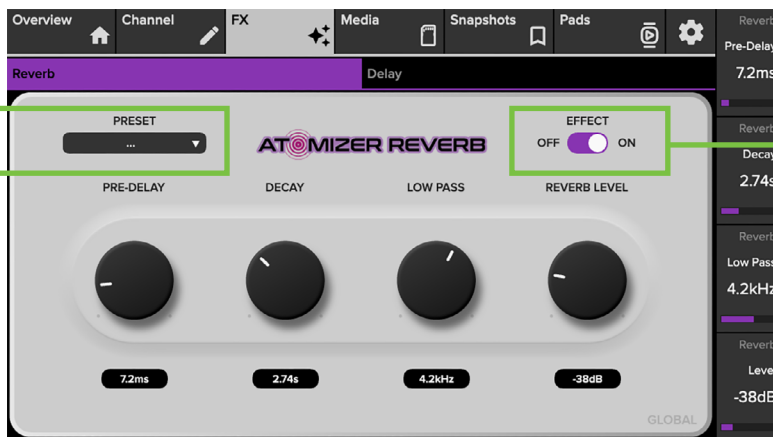 Overview
Channel
FX
Media
Snapshots
Pads
Reverb
Delay
PRESET
...
ATOMIZER REVERB
EFFECT
OFF ON
PRE-DELAY
DECAY
LOW PASS
REVERB LEVEL
7.2ms
2.74s
4.2kHz
-38dB
GLOBAL
Reverb
Pre-Delay
7.2ms
Reverb
Decay
2.74s
Reverb
Low Pass
4.2kHz
Reverb
Level
-38dB